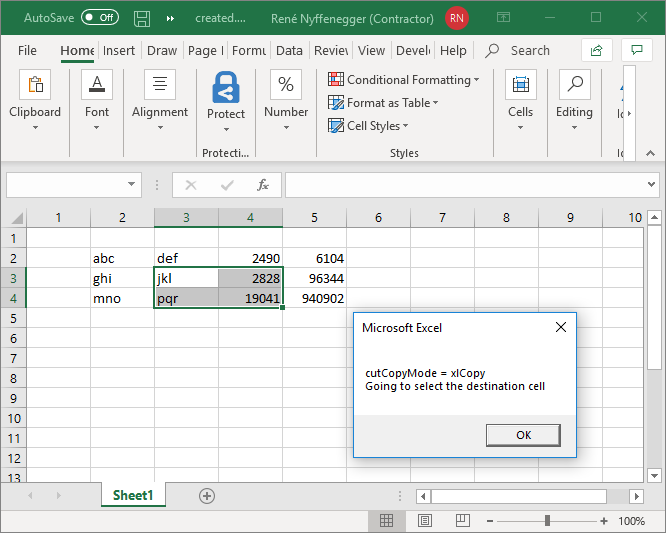 AutoSave Off created.... René Nyffenegger (Contractor) RN
File Home Insert Draw Page l Formu Data Review View Develo Help Search
Conditional Formatting
Format as Table
Cell Styles
Clipboard Font Alignment Protect % Number Cells Editing
Protecti... Styles
fx
1 2 3 4 5 6 7 8 9 10
1
2 abc def 2490 6104
3 ghi jkl 2828 96344
4 mno pqr 19041 940902
5
6
7
8
9
10
11
12
13
Microsoft Excel
cutCopyMode = xlCopy
Going to select the destination cell
OK
Sheet1
100%